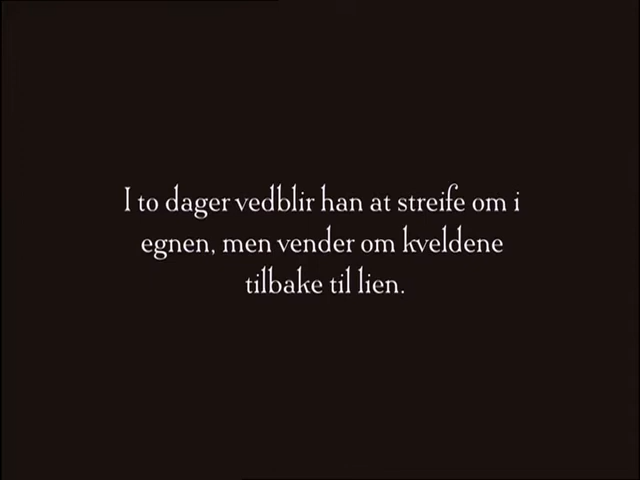 I to dager vedblir han at streife om i
egnen, men vender om kveldene
tilbake til lien.